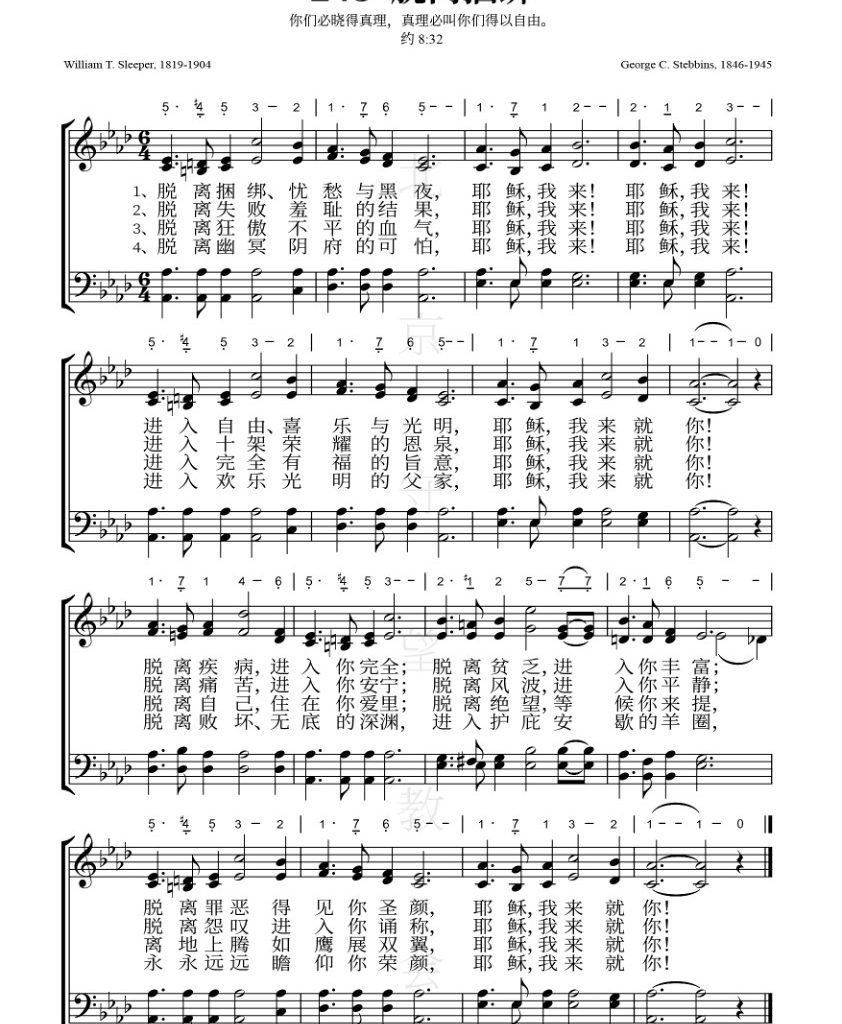 你们必晓得真理，真理必叫你们得以自由。
约 8:32
William T. Sleeper, 1819-1904
George C. Stebbins, 1846-1945
5· #4 5 3– 2 | 1· 7 6 5–– | 1· 7 1 2–– | 2· 1 2 3–– |
1、脱离捆绑、忧愁与黑夜，耶稣，我来！耶稣，我来！
2、脱离失败羞耻的结果，耶稣，我来！耶稣，我来！
3、脱离狂傲不平的血气，耶稣，我来！耶稣，我来！
4、脱离幽冥阴府的可怕，耶稣，我来！耶稣，我来！
5· #4 5 3– 2 | 1· 7 6 5–– | 1· 7 1 3– 2 | 1–– 1–0 |
进入自由、喜乐与光明，耶稣，我来就你！
进入十架荣耀的恩泉，耶稣，我来就你！
进入完全有福的旨意，耶稣，我来就你！
进入欢乐光明的父家，耶稣，我来就你！
1· 7 1 4– 6 | 5· #4 5 3–– | 2· #1 2 5– 7 7 | 2· 1 6 5–– |
脱离疾病，进入你完全；脱离贫乏，进入你丰富；
脱离痛苦，进入你安宁；脱离风波，进入你平静；
脱离自己，住在你爱里；脱离绝望，等候你来提，
脱离败坏、无底的深渊，进入护庇安歇的羊圈，
5· #4 5 3– 2 | 1· 7 6 5–– | 1· 7 1 3– 2 | 1–– 1–0 ||
脱离罪恶得见你圣颜，耶稣，我来就你！
脱离怨叹进入你诵称，耶稣，我来就你！
离地上腾如鹰展双翼，耶稣，我来就你！
永永远远瞻仰你荣颜，耶稣，我来就你！